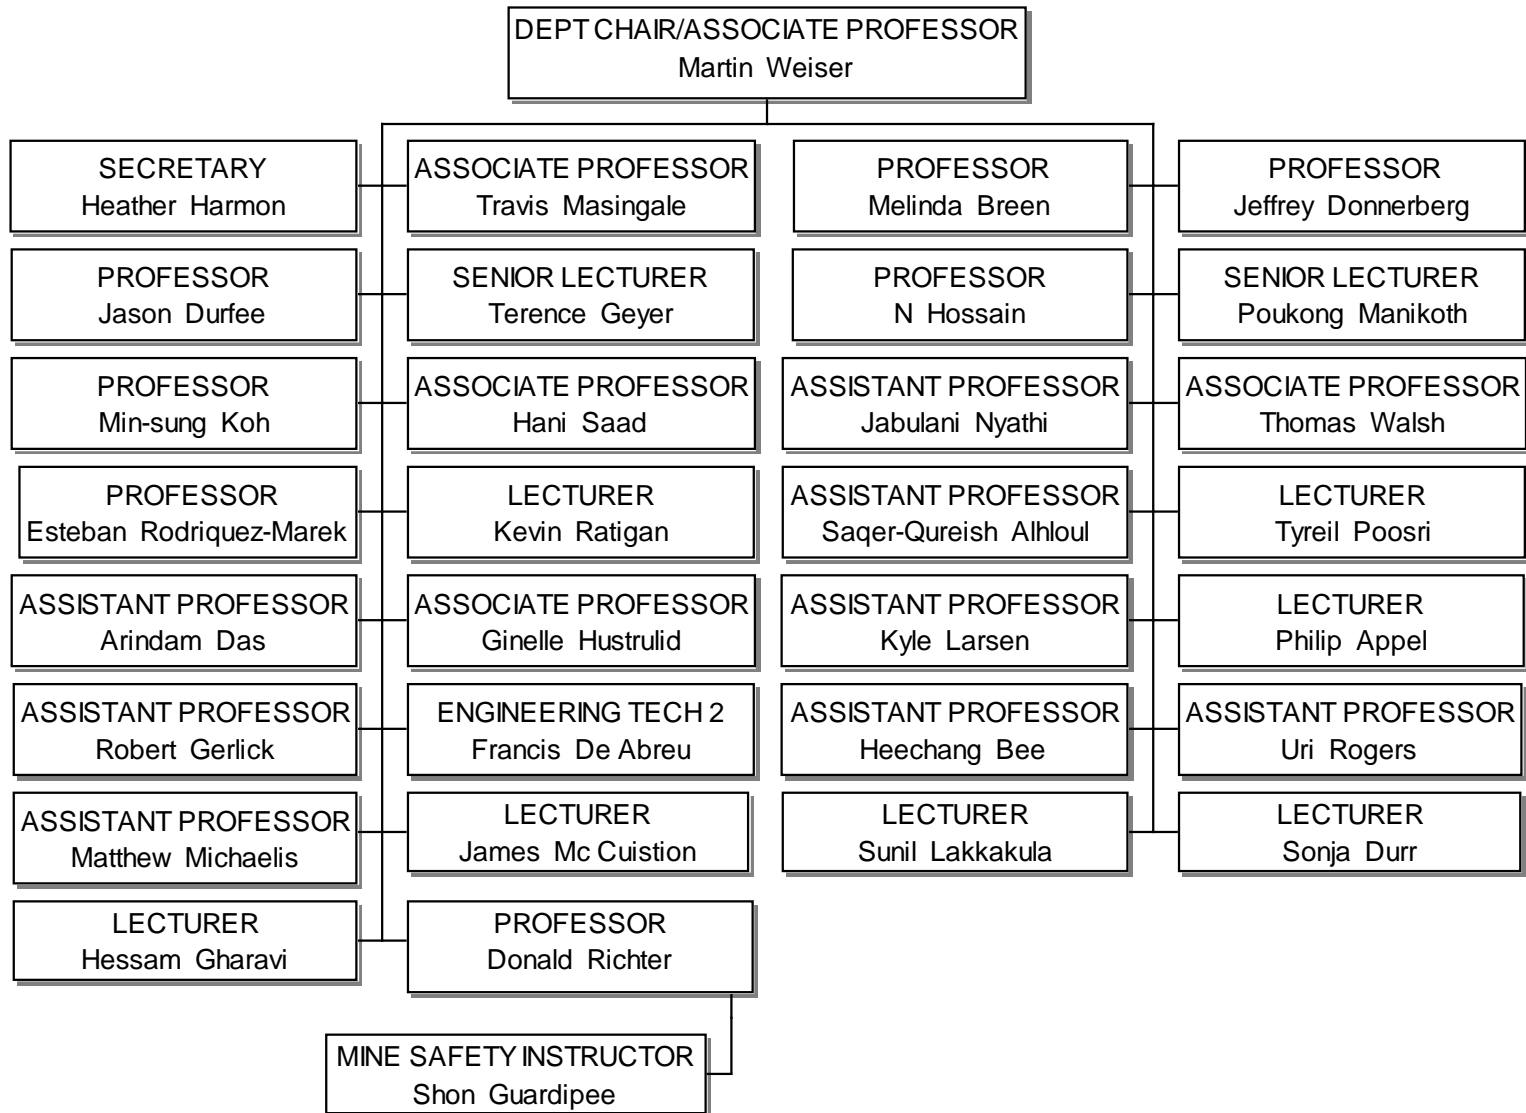 DEPT CHAIR/ASSOCIATE PROFESSOR
Martin Weiser
SECRETARY
Heather Harmon
ASSOCIATE PROFESSOR
Travis Masingale
PROFESSOR
Melinda Breen
PROFESSOR
Jeffrey Donnerberg
PROFESSOR
Jason Durfee
SENIOR LECTURER
Terence Geyer
PROFESSOR
N Hossain
SENIOR LECTURER
Poukong Manikoth
PROFESSOR
Min-sung Koh
ASSOCIATE PROFESSOR
Hani Saad
ASSISTANT PROFESSOR
Jabulani Nyathi
ASSOCIATE PROFESSOR
Thomas Walsh
PROFESSOR
Esteban Rodriquez-Marek
LECTURER
Kevin Ratigan
ASSISTANT PROFESSOR
Saqer-Qureish Alhloul
LECTURER
Tyreil Poosri
ASSISTANT PROFESSOR
Arindam Das
ASSOCIATE PROFESSOR
Ginelle Hustrulid
ASSISTANT PROFESSOR
Kyle Larsen
LECTURER
Philip Appel
ASSISTANT PROFESSOR
Robert Gerlick
ENGINEERING TECH 2
Francis De Abreu
ASSISTANT PROFESSOR
Heechang Bee
ASSISTANT PROFESSOR
Uri Rogers
ASSISTANT PROFESSOR
Matthew Michaelis
LECTURER
James Mc Cuistion
LECTURER
Sunil Lakkakula
LECTURER
Sonja Durr
LECTURER
Hessam Gharavi
PROFESSOR
Donald Richter
MINE SAFETY INSTRUCTOR
Shon Guardipee